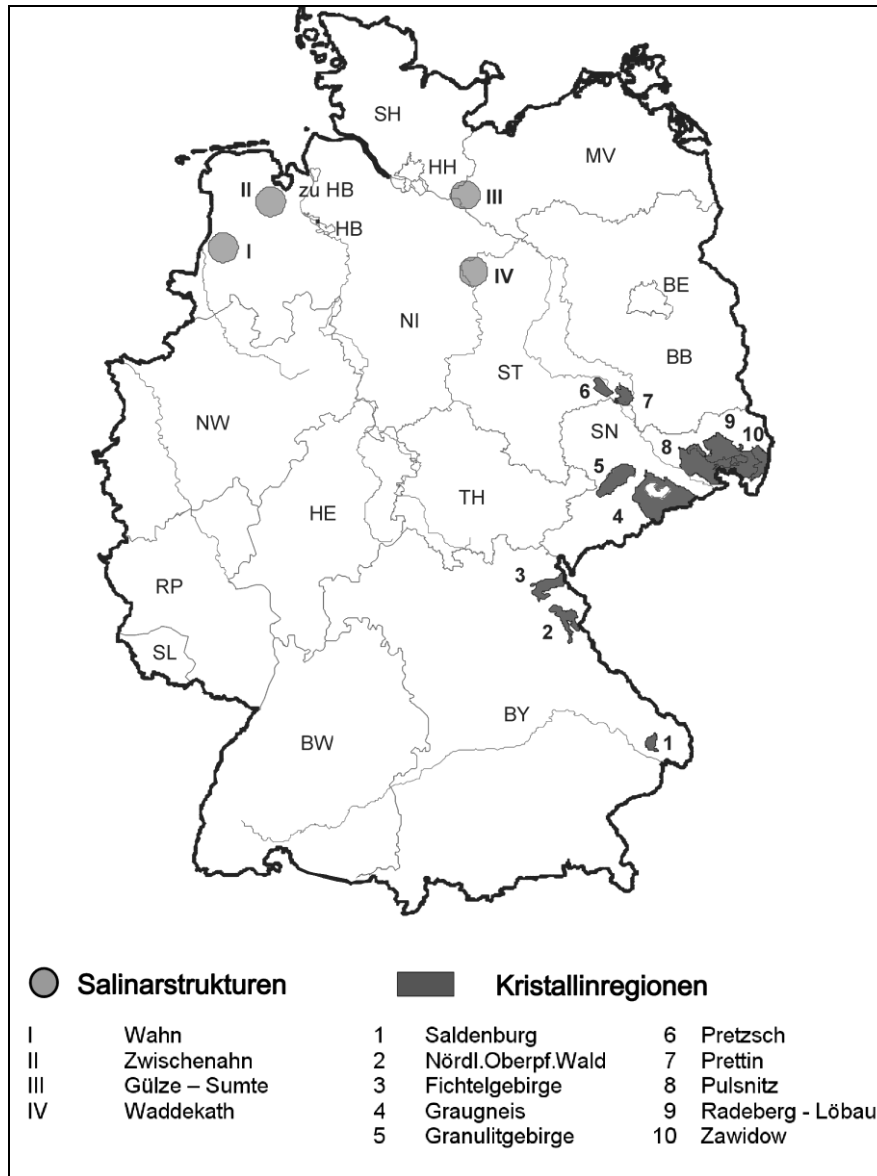 SH
MV
HH
II
zu HB
III
HB
I
IV
BE
NI
BB
ST
6
7
NW
9
SN
8
10
5
TH
HE
4
3
RP
2
SL
BY
BW
1
Salinarstrukturen Kristallinregionen
I Wahn 1 Saldenburg 6 Pretzsch
II Zwischenahn 2 Nördl.Oberpf.Wald 7 Prettin
III Gülze – Sumte 3 Fichtelgebirge 8 Pulsnitz
IV Waddekath 4 Graugneis 9 Radeberg - Löbau
5 Granulitgebirge 10 Zawidow